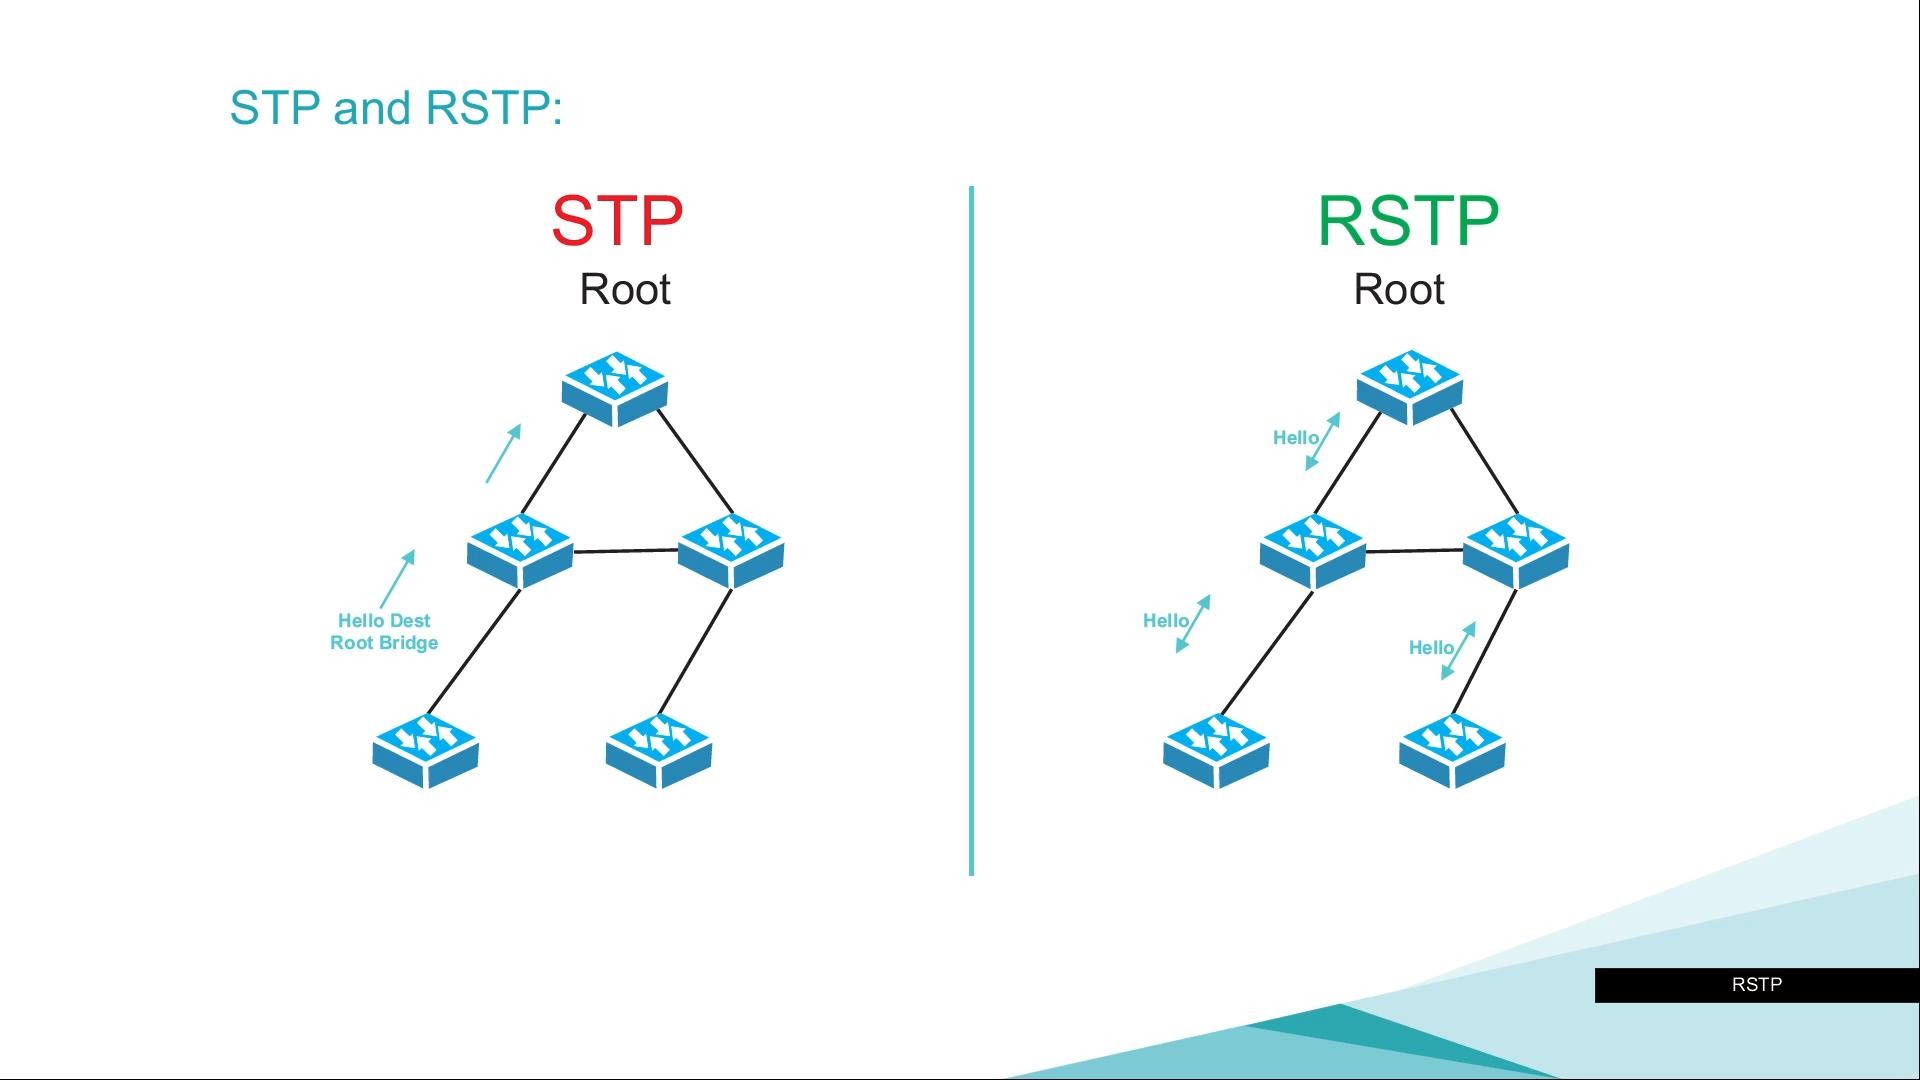 STP and RSTP:
STP
Root
Hello Dest
Root Bridge
RSTP
Root
Hello
Hello
Hello
RSTP